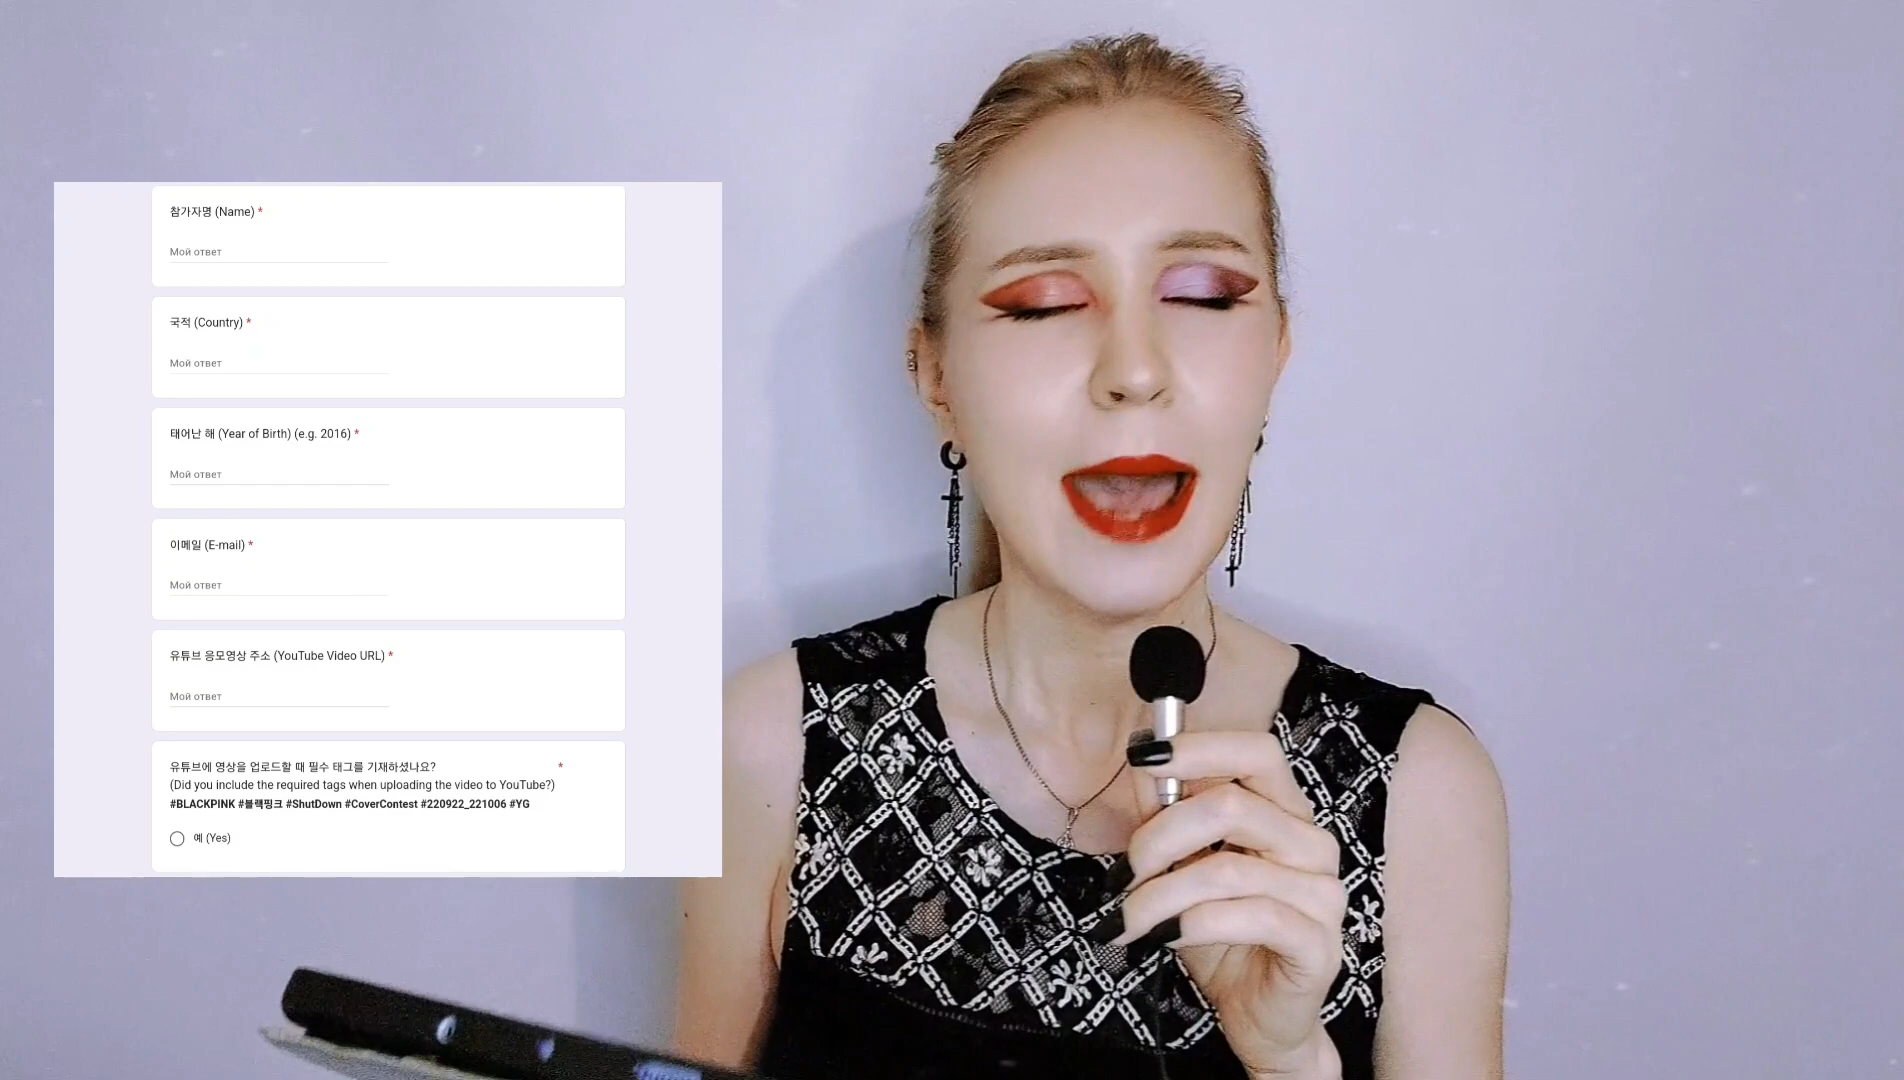 참가자명 (Name) *
Мой ответ
국적 (Country) *
Мой ответ
태어난 해 (Year of Birth) (e.g. 2016) *
Мой ответ
이메일 (E-mail) *
Мой ответ
유튜브 응모영상 주소 (YouTube Video URL) *
Мой ответ
유튜브에 영상을 업로드할 때 필수 태그를 기재하셨나요? *
(Did you include the required tags when uploading the video to YouTube?)
#BLACKPINK #블랙핑크 #ShutDown #CoverContest #220922_221006 #YG
예 (Yes)